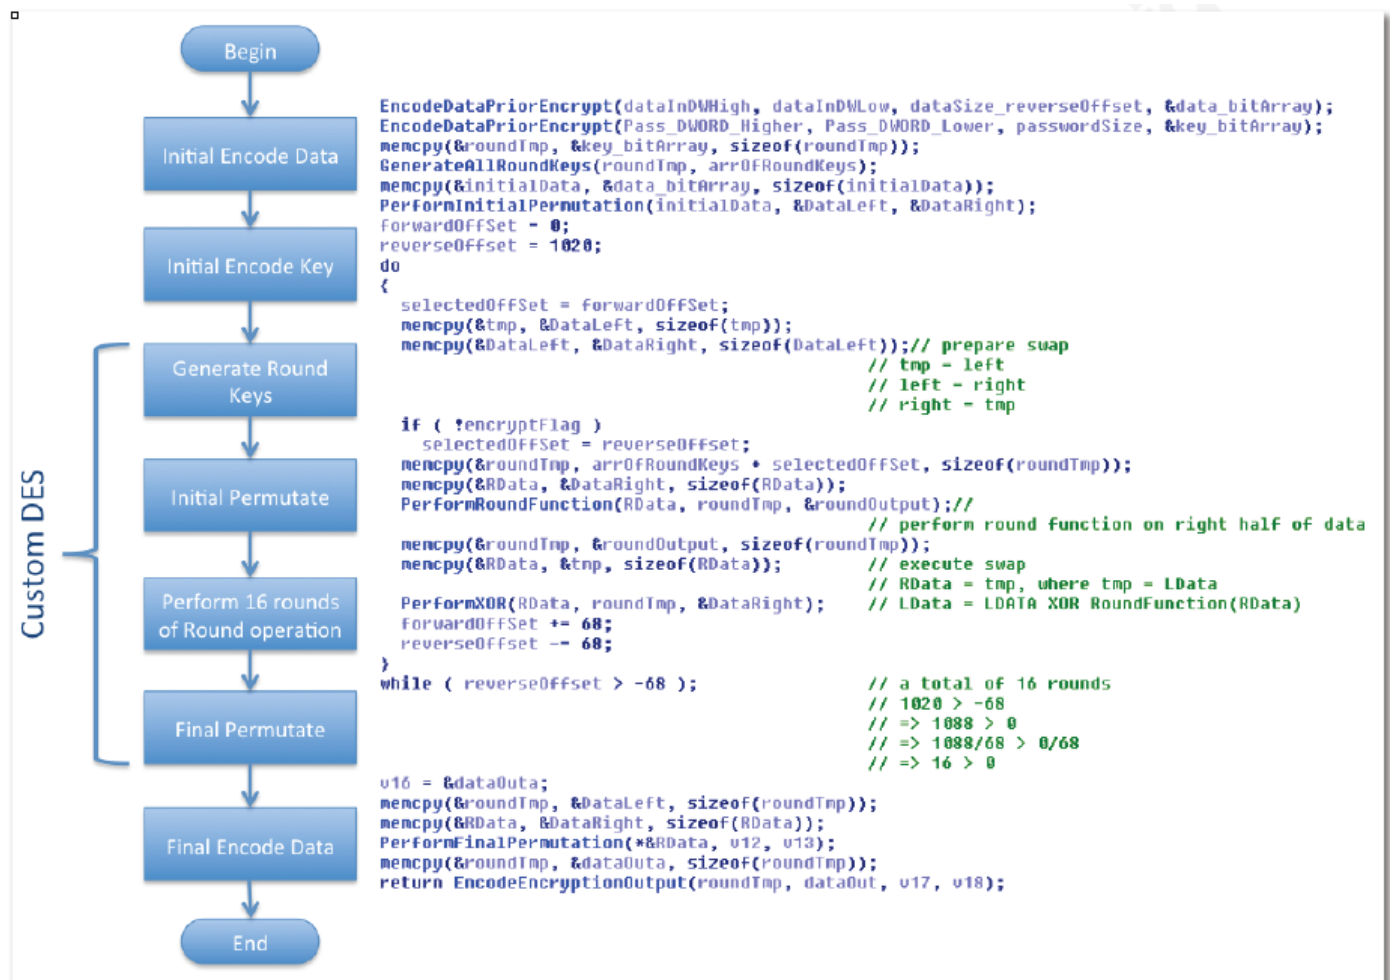 Begin
Initial Encode Data
Initial Encode Key
Generate Round
Keys
Initial Permutate
Perform 16 rounds
of Round operation
Final Permutate
Final Encode Data
End
Custom DES
EncodeDataPriorEncrypt(dataInDWHigh, dataInDWLow, dataSize_reverseOffset, &data_bitArray);
EncodeDataPriorEncrypt(Pass_DWORD_Higher, Pass_DWORD_Lower, passwordSize, &key_bitArray);
memcpy(&roundTmp, &key_bitArray, sizeof(roundTmp));
GenerateAllRoundKeys(roundTmp, arrOfRoundKeys);
memcpy(&initialData, &data_bitArray, sizeof(initialData));
PerformInitialPermutation(initialData, &DataLeft, &DataRight);
forwardOffSet = 0;
reverseOffset = 1020;
do
{
selectedOffSet = forwardOffSet;
memcpy(&tmp, &DataLeft, sizeof(tmp));
memcpy(&DataLeft, &DataRight, sizeof(DataLeft));// prepare swap
// tmp = left
// left = right
// right = tmp
if ( !encryptFlag )
selectedOffSet = reverseOffset;
memcpy(&roundTmp, arrOfRoundKeys + selectedOffSet, sizeof(roundTmp));
memcpy(&RData, &DataRight, sizeof(RData));
PerformRoundFunction(RData, roundTmp, &roundOutput);//
// perform round function on right half of data
memcpy(&roundTmp, &roundOutput, sizeof(roundTmp));
memcpy(&RData, &tmp, sizeof(RData)); // execute swap
// RData = tmp, where tmp = LData
PerformXOR(RData, roundTmp, &DataRight); // LData = LDATA XOR RoundFunction(RData)
forwardOffSet += 68;
reverseOffset -= 68;
}
while ( reverseOffset > -68 ); // a total of 16 rounds
// 1020 > -68
// => 1088 > 0
// => 1088/68 > 0/68
// => 16 > 0
v16 = &dataOuta;
memcpy(&roundTmp, &DataLeft, sizeof(roundTmp));
memcpy(&RData, &DataRight, sizeof(RData));
PerformFinalPermutation(*&RData, v12, v13);
memcpy(&roundTmp, &dataOuta, sizeof(roundTmp));
return EncodeEncryptionOutput(roundTmp, dataOut, v17, v18);